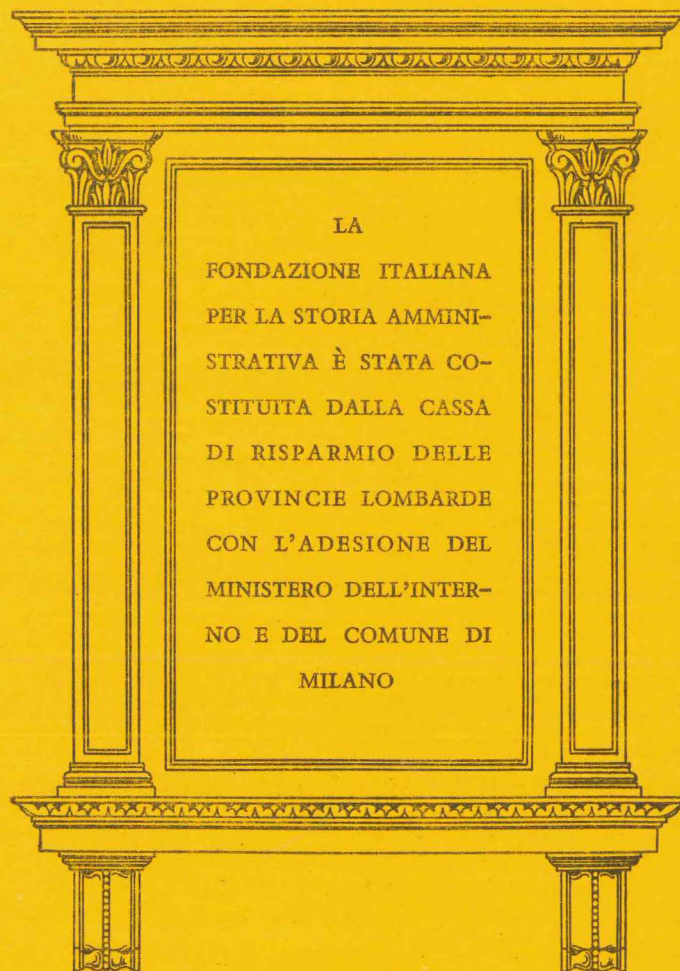 LA
FONDAZIONE ITALIANA
PER LA STORIA AMMINI-
STRATIVA È STATA CO-
STITUITA DALLA CASSA
DI RISPARMIO DELLE
PROVINCIE LOMBARDE
CON L'ADESIONE DEL
MINISTERO DELL'INTER-
NO E DEL COMUNE DI
MILANO